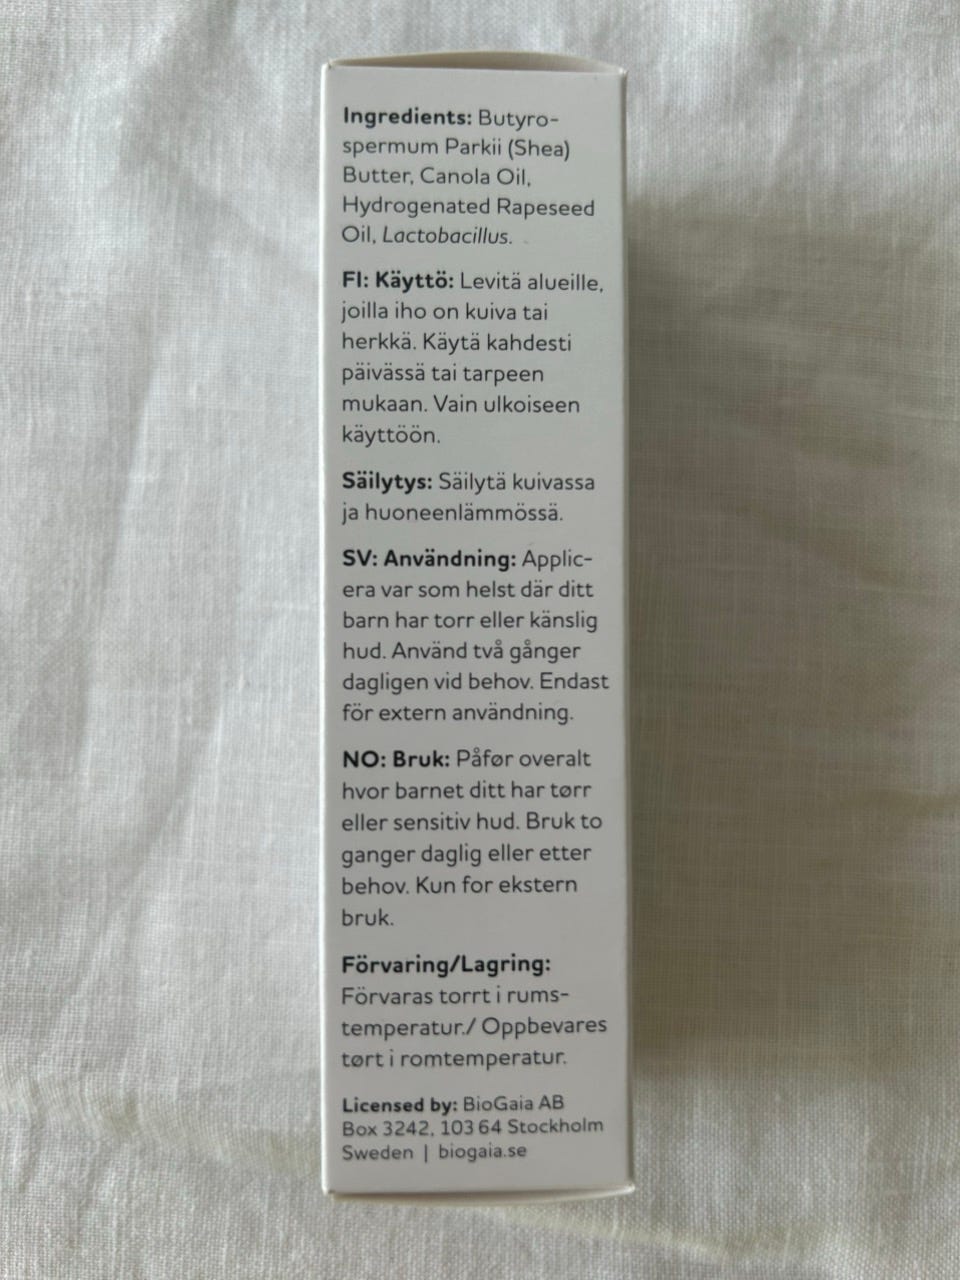 Ingredients: Butyro-
spermum Parkii (Shea)
Butter, Canola Oil,
Hydrogenated Rapeseed
Oil, Lactobacillus.
FI: Käyttö: Levitä alueille,
joilla iho on kuiva tai
herkkä. Käytä kahdesti
päivässä tai tarpeen
mukaan. Vain ulkoiseen
käyttöön.
Säilytys: Säilytä kuivassa
ja huoneenlämmössä.
SV: Användning: Applic-
era var som helst där ditt
barn har torr eller känslig
hud. Använd två gånger
dagligen vid behov. Endast
för extern användning.
NO: Bruk: Påfør overalt
hvor barnet ditt har tørr
eller sensitiv hud. Bruk to
ganger daglig eller etter
behov. Kun for ekstern
bruk.
Förvaring/Lagring:
Förvaras torrt i rums-
temperatur./ Oppbevares
tørt i romtemperatur.
Licensed by: BioGaia AB
Box 3242, 103 64 Stockholm
Sweden | biogaia.se